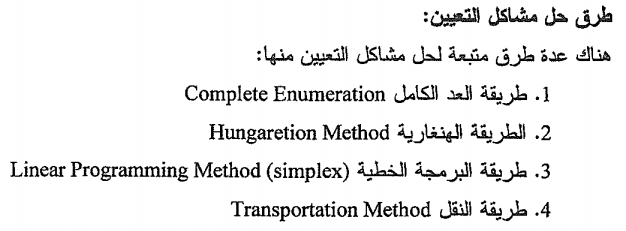 طرق حل مشاكل التعيين:
هناك عدة طرق متبعة لحل مشاكل التعيين منها:
1. طريقة العد الكامل Complete Enumeration
2. الطريقة الهنغارية Hungaretion Method
3. طريقة البرمجة الخطية Linear Programming Method (simplex)
4. طريقة النقل Transportation Method